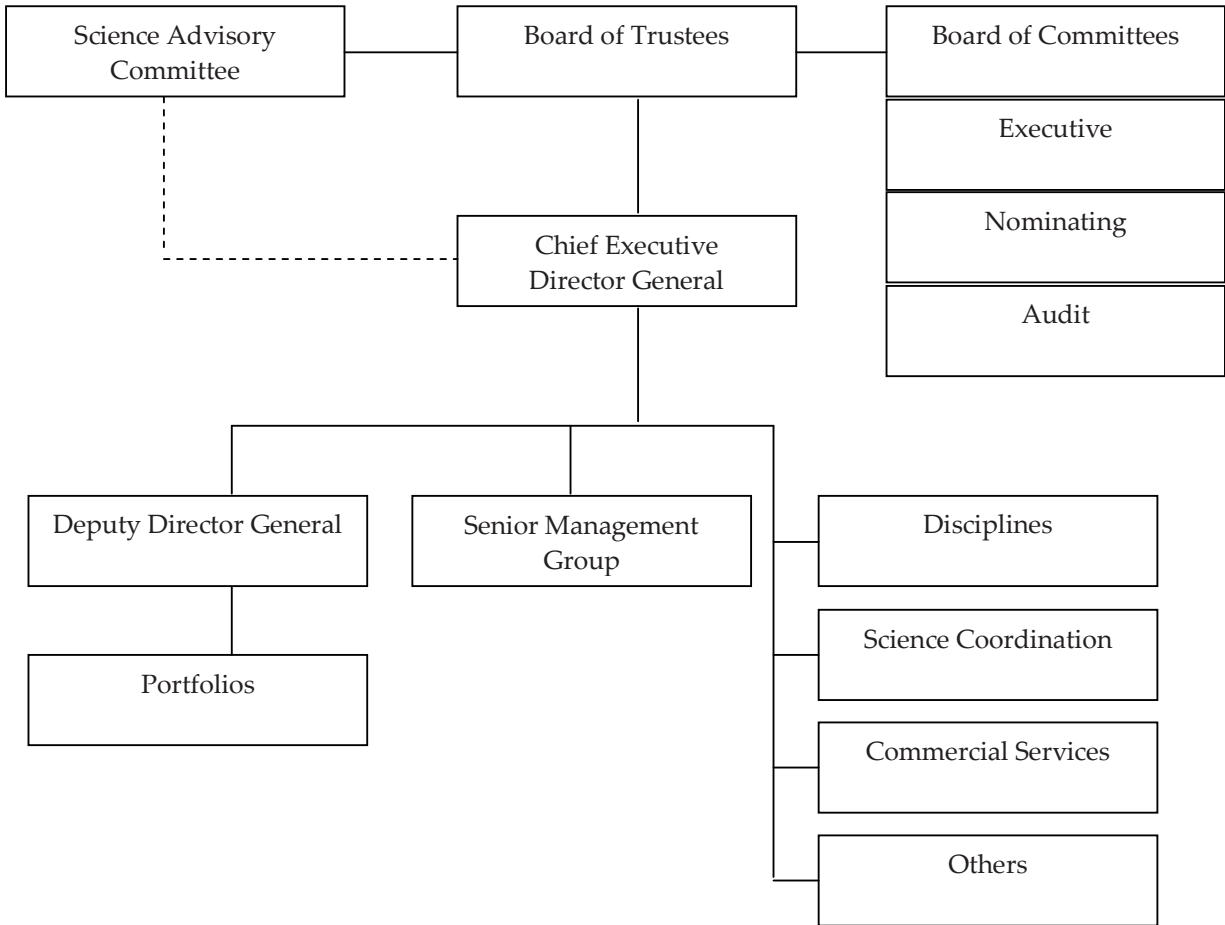 Science Advisory
Committee
Board of Trustees
Board of Committees
Executive
Nominating
Audit
Chief Executive
Director General
Deputy Director General
Senior Management
Group
Portfolios
Disciplines
Science Coordination
Commercial Services
Others